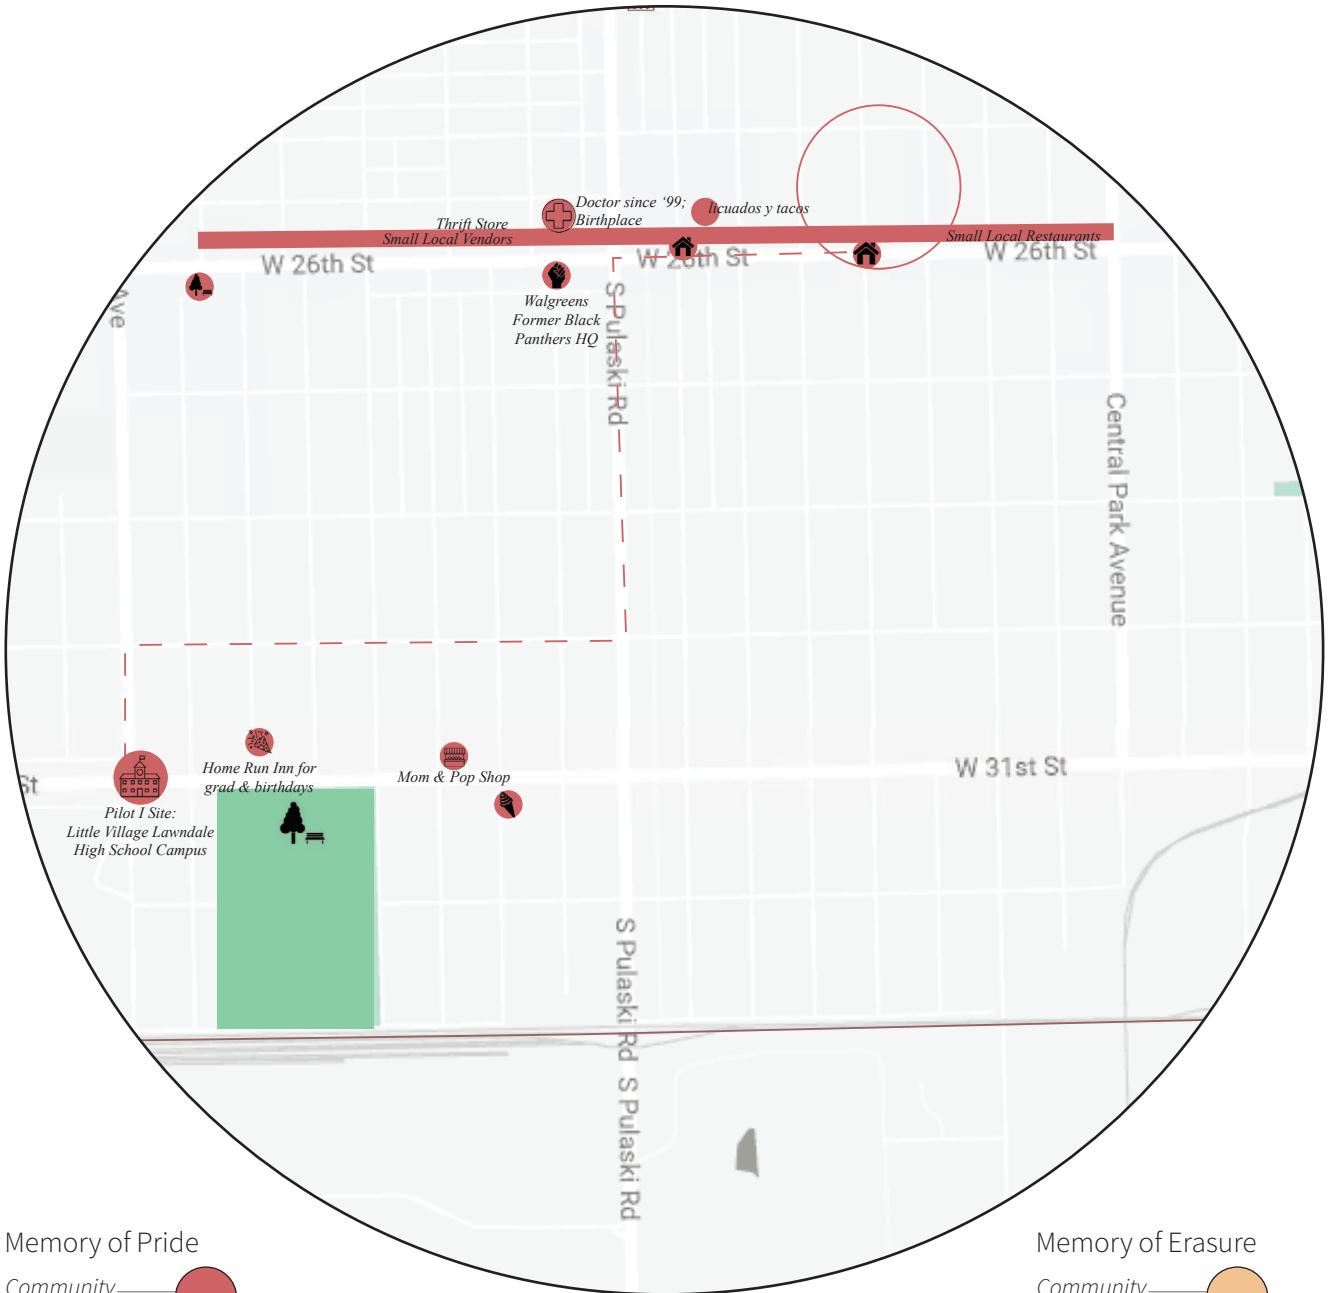 Doctor since ‘99;
Birthplace
licuados y tacos
Thrift Store
Small Local Vendors
Small Local Restaurants
W 26th St
W 26th St
W 26th St
Ave
Walgreens
Former Black
Panthers HQ
S Pulaski Rd
Central Park Avenue
Home Run Inn for
grad & birthdays
Mom & Pop Shop
W 31st St
St
Pilot I Site:
Little Village Lawndale
High School Campus
S Pulaski Rd
S Pulaski Rd
Memory of Pride
Community
Memory of Erasure
Community